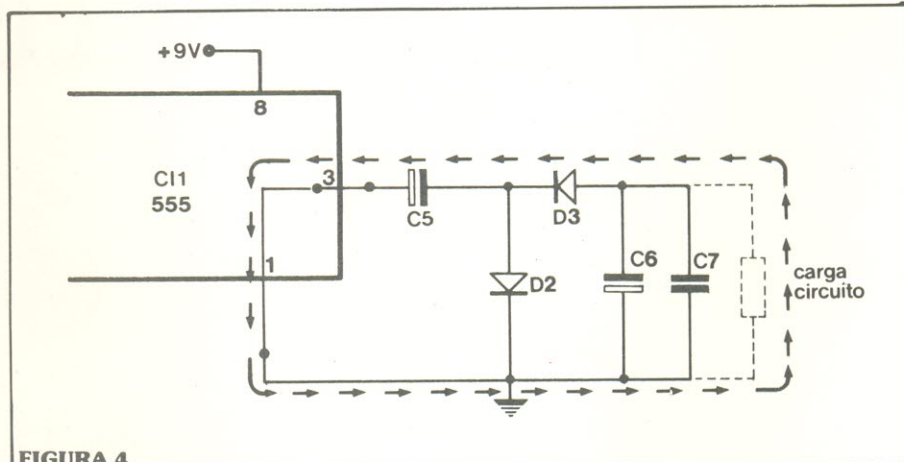 +9V
8
CI1
555
3
1
C5
D3
D2
C6
C7
carga
circuito
FIGURA 4